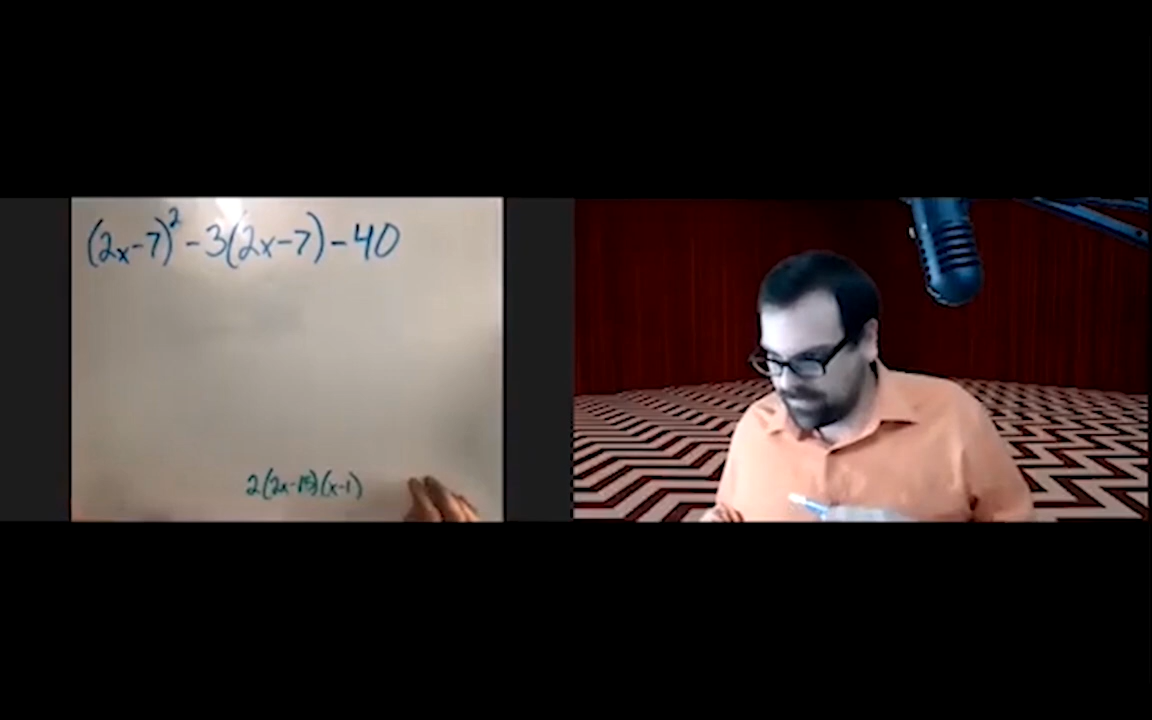 (2x-7)² - 3(2x-7) - 40
2(2x-15)(x-1)